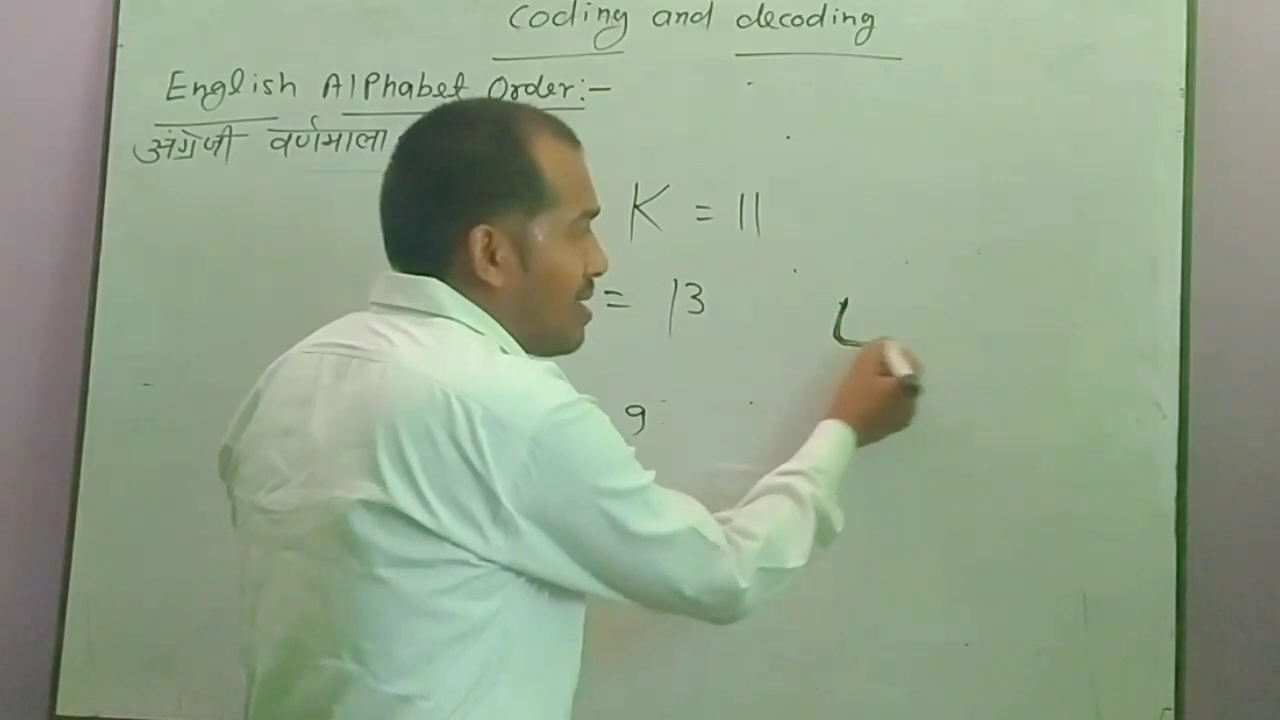 coding and decoding
English Alphabet Order:-
अंग्रेजी वर्णमाला
K = 11
= 13
9
L